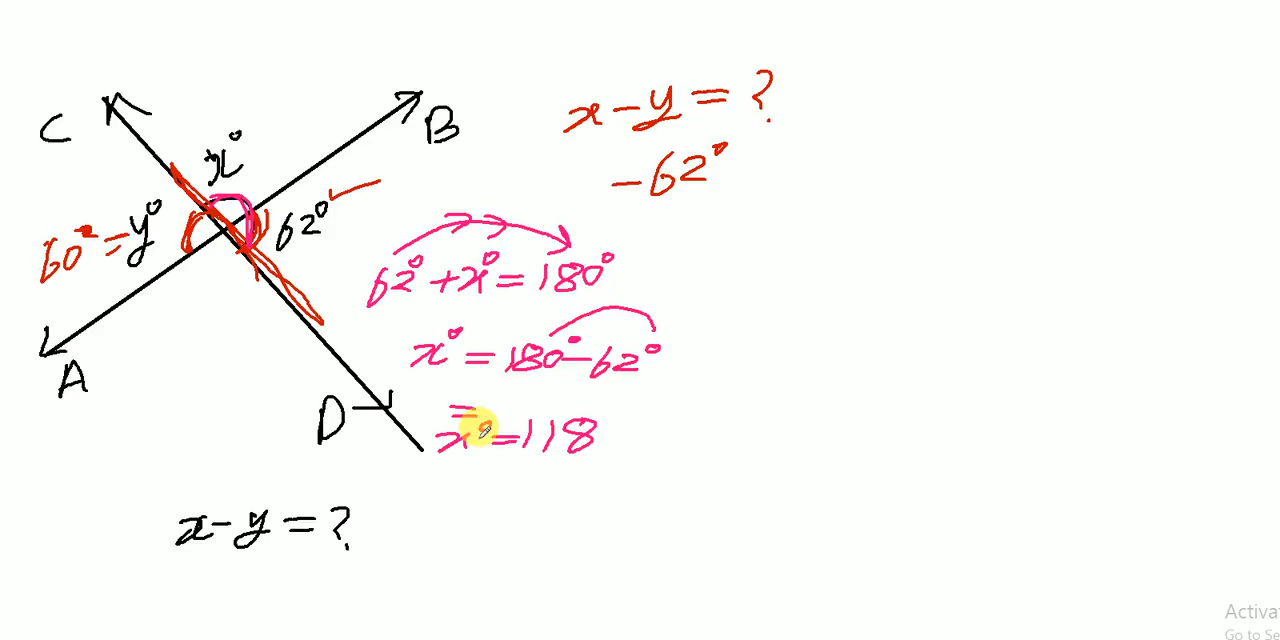 C
B
x°
62°
60° = y°
A
D
x - y = ?
- 62°
62° + x° = 180°
x° = 180° - 62°
=
x° = 118
x - y = ?
Activa
Go to Se